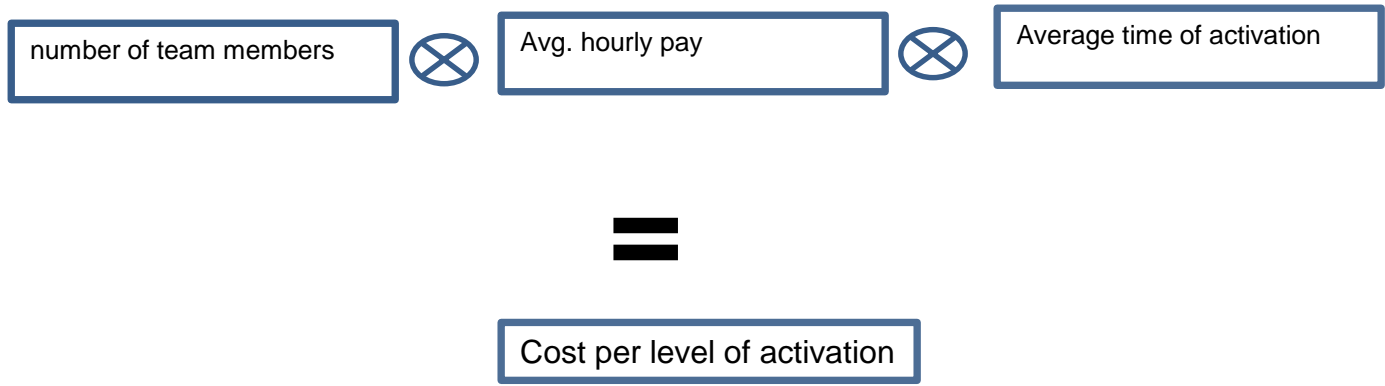 number of team members
Avg. hourly pay
Average time of activation
=
Cost per level of activation